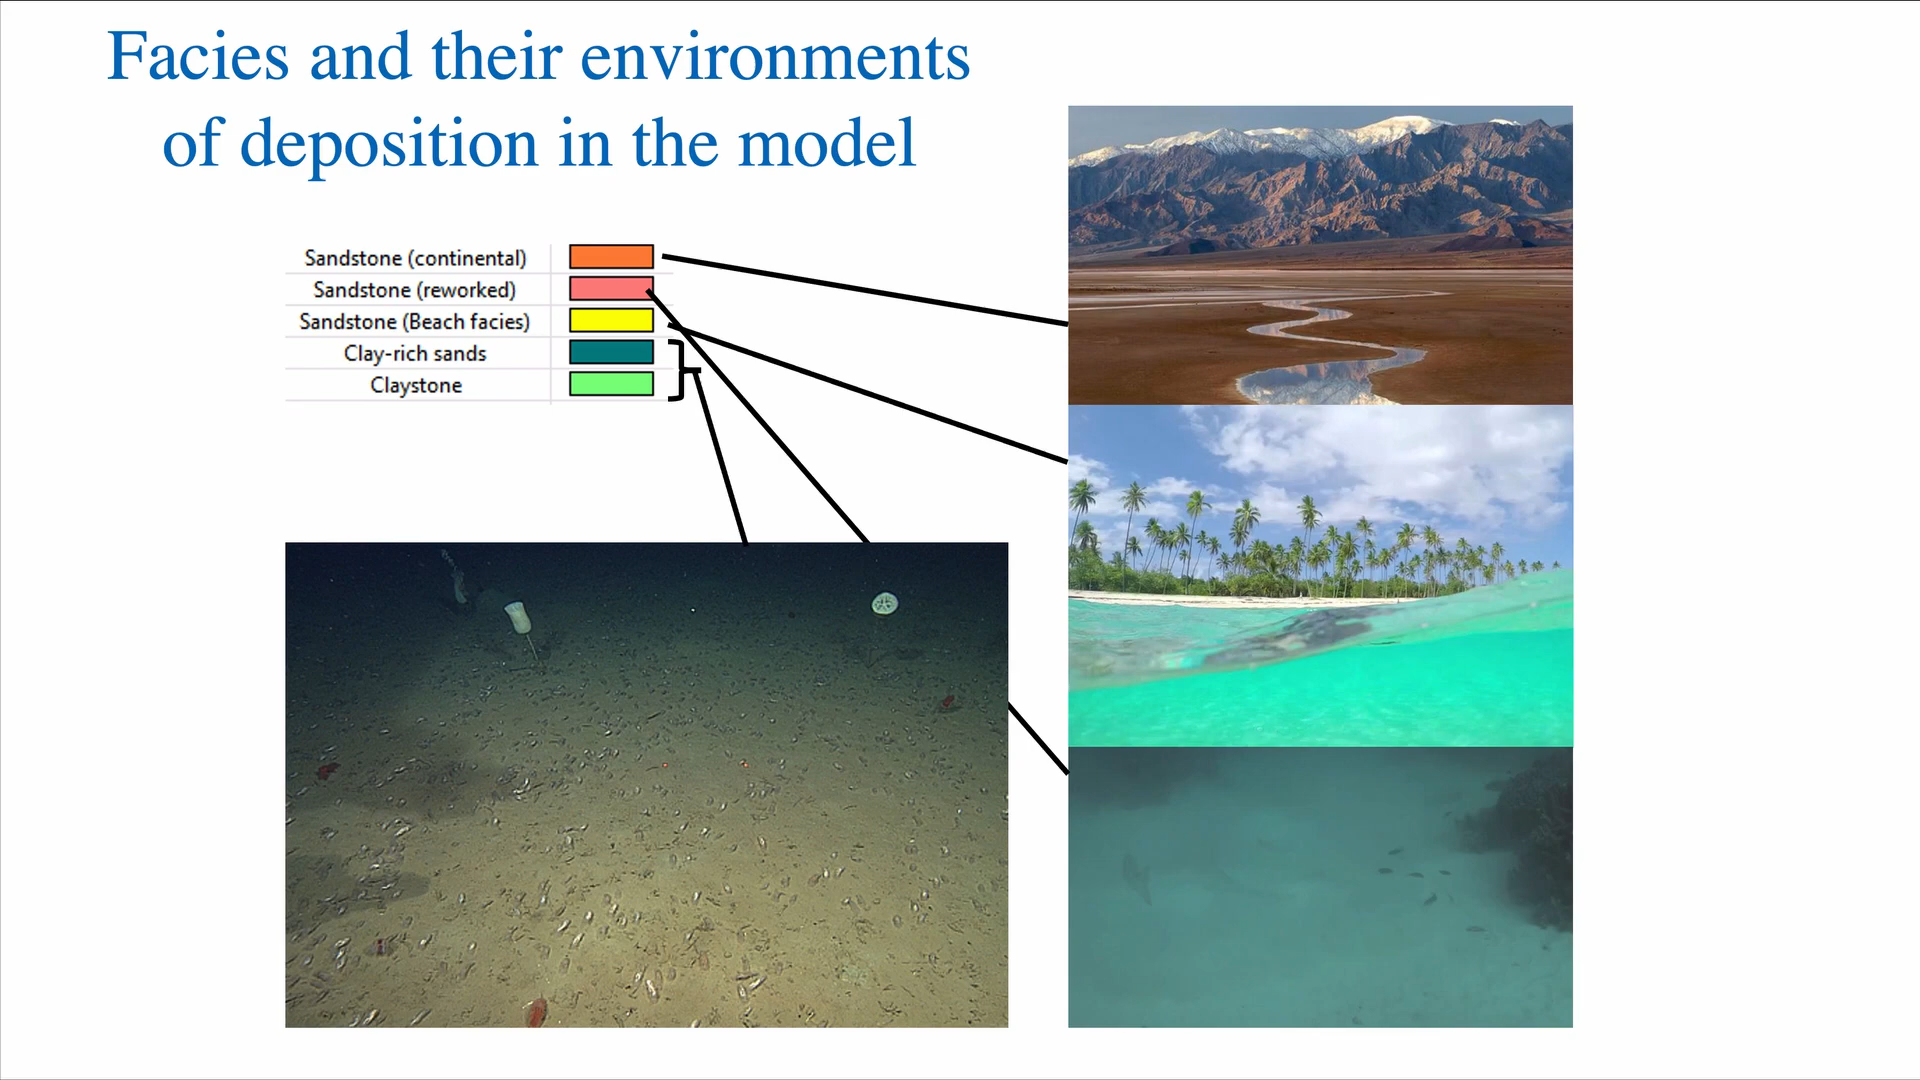 Facies and their environments
of deposition in the model
Sandstone (continental)
Sandstone (reworked)
Sandstone (Beach facies)
Clay-rich sands
Claystone